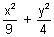 x²/9 + y²/4